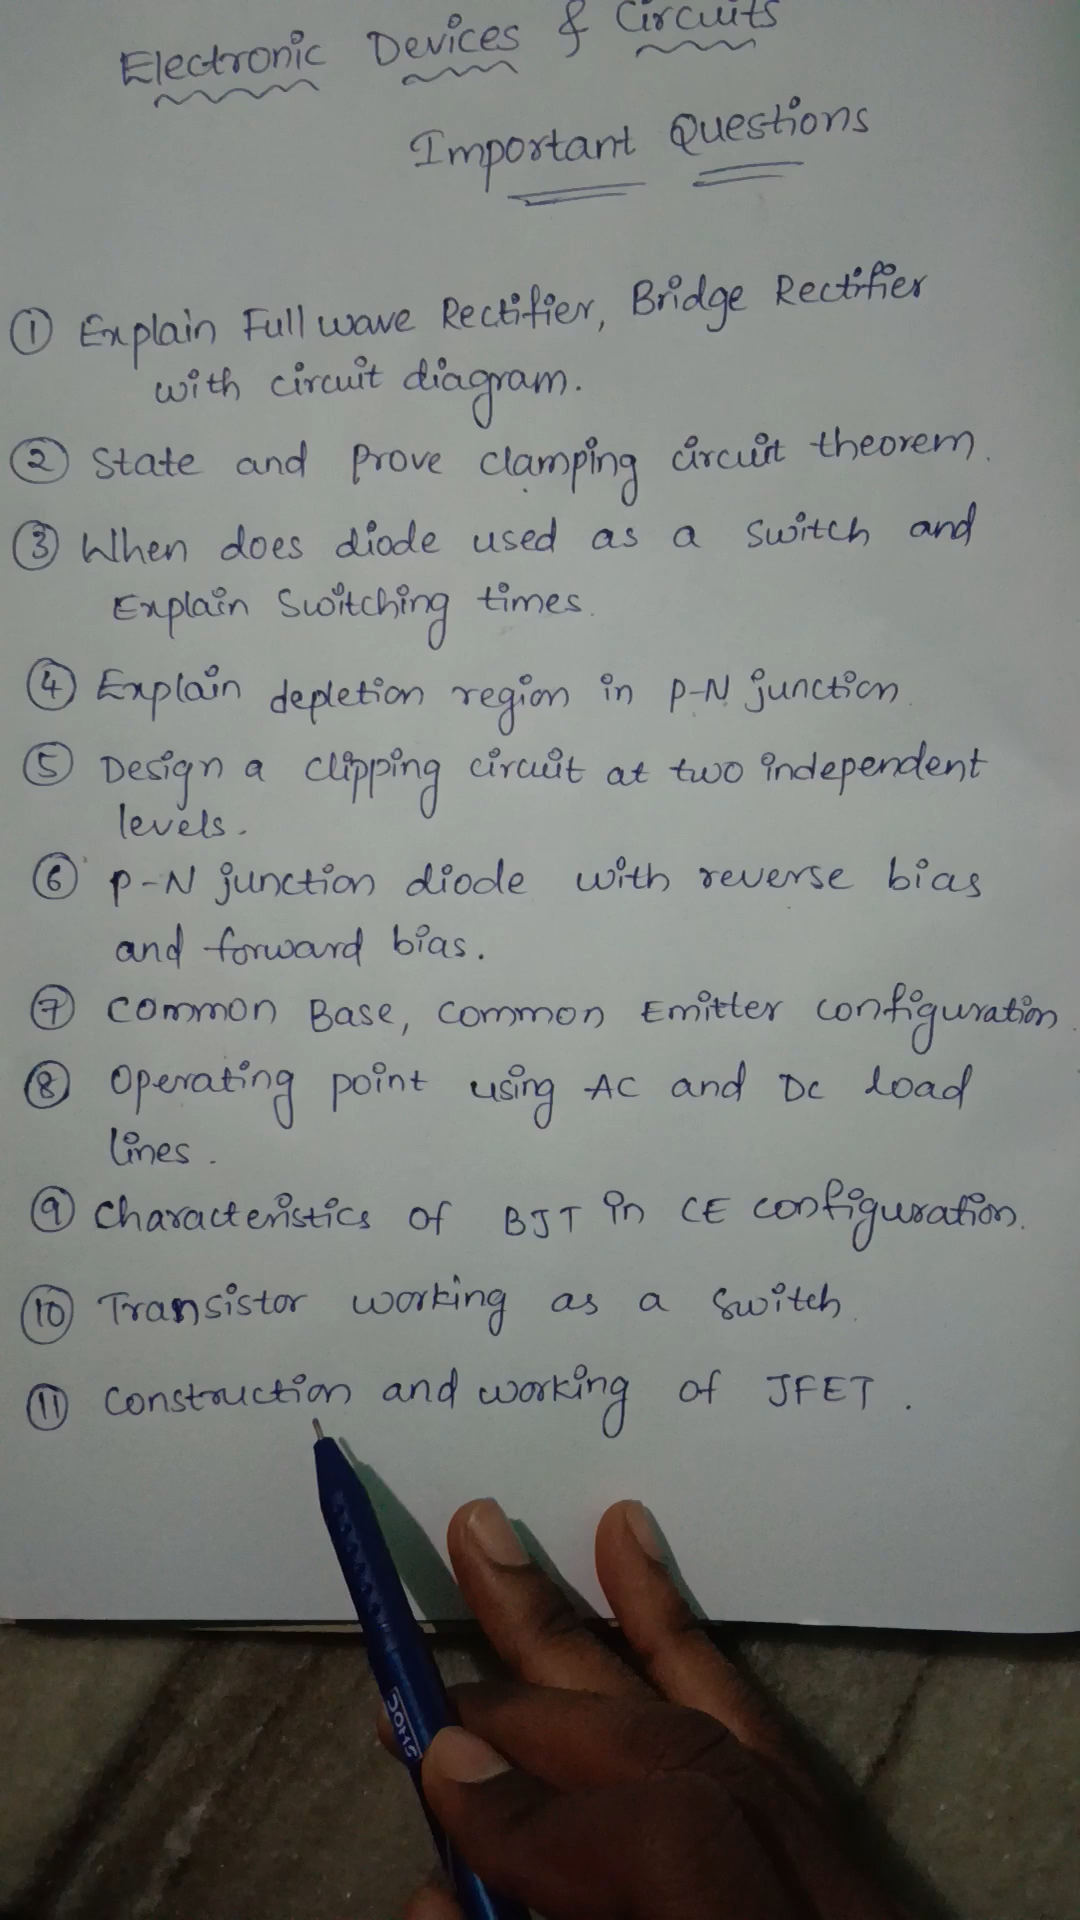 Electronic Devices & Circuits
Important Questions
① Explain Full wave Rectifier, Bridge Rectifier
with circuit diagram.
② State and prove clamping circuit theorem.
③ When does diode used as a switch and
Explain Switching times.
④ Explain depletion region in P-N junction
⑤ Design a clipping circuit at two independent
levels.
⑥ P-N junction diode with reverse bias
and forward bias.
⑦ Common Base, Common Emitter configuration.
⑧ Operating point using AC and DC load
lines.
⑨ Characteristics of BJT in CE configuration.
⑩ Transistor working as a switch.
⑪ Construction and working of JFET.
DOMS